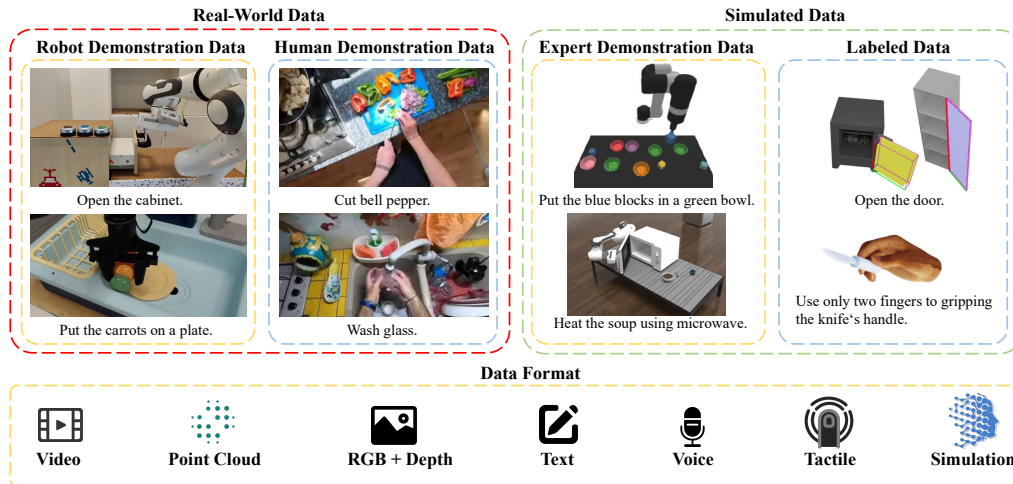 Real-World Data
Simulated Data
Robot Demonstration Data
Human Demonstration Data
Expert Demonstration Data
Labeled Data
Open the cabinet.
Cut bell pepper.
Put the blue blocks in a green bowl.
Open the door.
Put the carrots on a plate.
Wash glass.
Heat the soup using microwave.
Use only two fingers to gripping
the knife‘s handle.
Data Format
Video
Point Cloud
RGB + Depth
Text
Voice
Tactile
Simulation